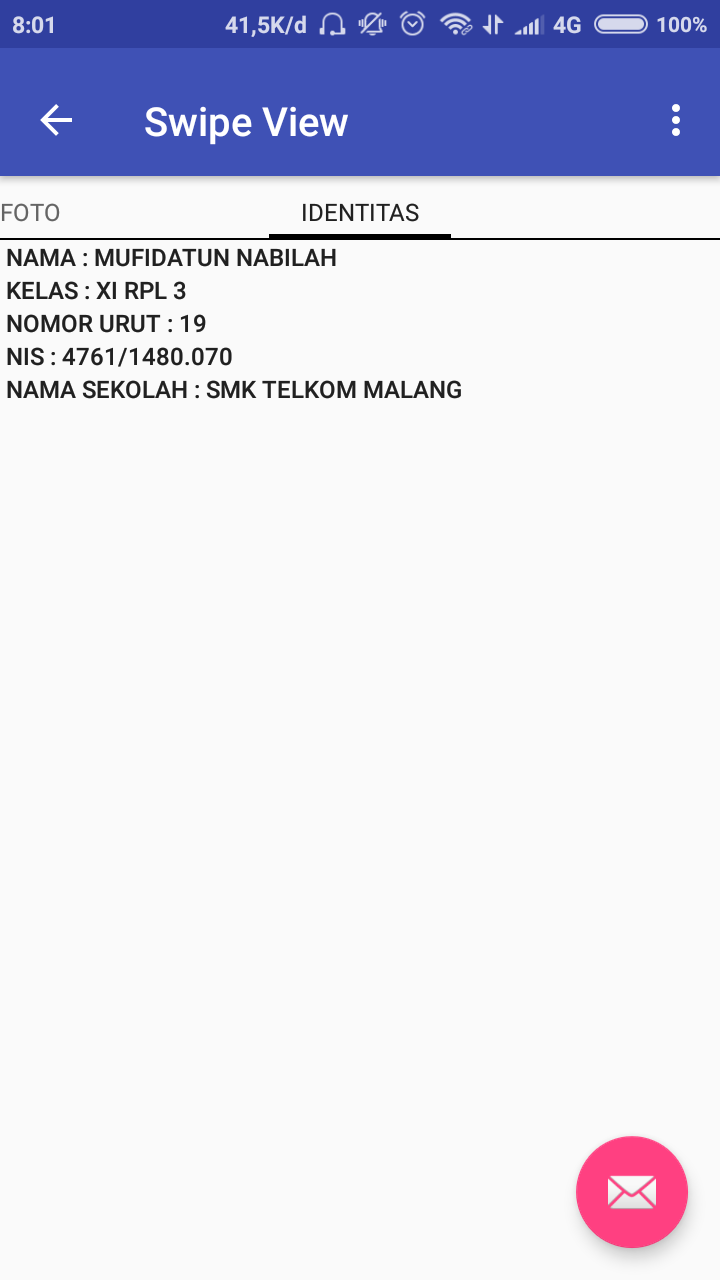 8:01 41,5K/d 4G 100%
Swipe View
FOTO IDENTITAS
NAMA : MUFIDATUN NABILAH
KELAS : XI RPL 3
NOMOR URUT : 19
NIS : 4761/1480.070
NAMA SEKOLAH : SMK TELKOM MALANG